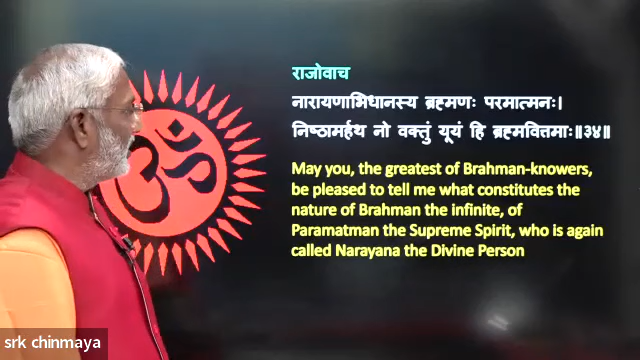 राजोवाच
नारायणाभिधानस्य ब्रह्मणः परमात्मनः।
निष्ठामर्हथ नो वक्तुं यूयं हि ब्रह्मवित्तमाः॥३४॥
May you, the greatest of Brahman-knowers,
be pleased to tell me what constitutes the
nature of Brahman the infinite, of
Paramatman the Supreme Spirit, who is again
called Narayana the Divine Person
ॐ
srk chinmaya